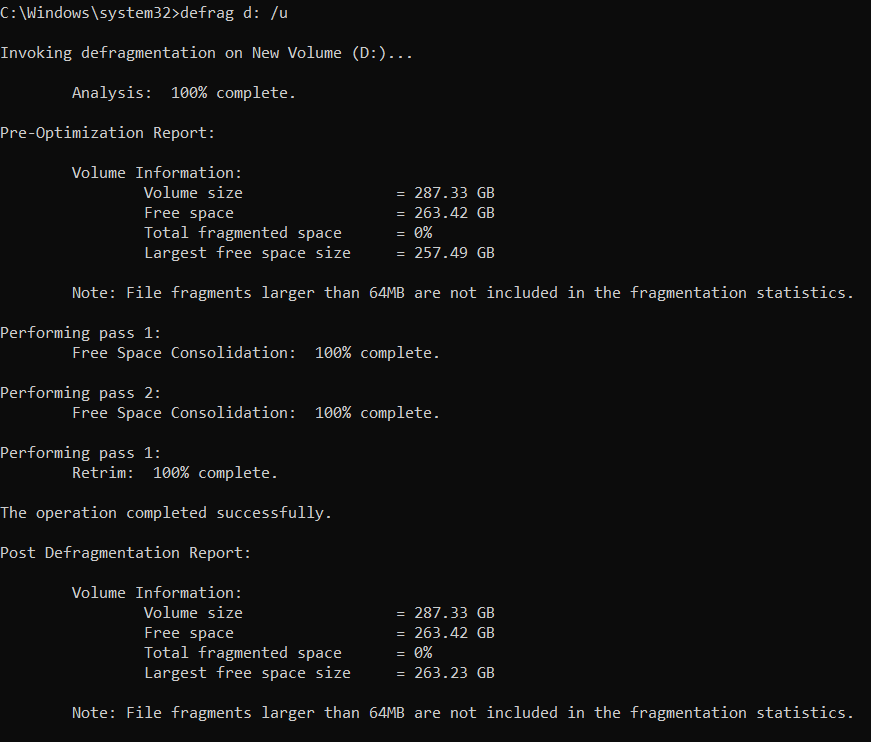 C:\Windows\system32>defrag d: /u
Invoking defragmentation on New Volume (D:)...
Analysis:  100% complete.
Pre-Optimization Report:
Volume Information:
Volume size                 = 287.33 GB
Free space                  = 263.42 GB
Total fragmented space      = 0%
Largest free space size     = 257.49 GB
Note: File fragments larger than 64MB are not included in the fragmentation statistics.
Performing pass 1:
Free Space Consolidation:  100% complete.
Performing pass 2:
Free Space Consolidation:  100% complete.
Performing pass 1:
Retrim:  100% complete.
The operation completed successfully.
Post Defragmentation Report:
Volume Information:
Volume size                 = 287.33 GB
Free space                  = 263.42 GB
Total fragmented space      = 0%
Largest free space size     = 263.23 GB
Note: File fragments larger than 64MB are not included in the fragmentation statistics.